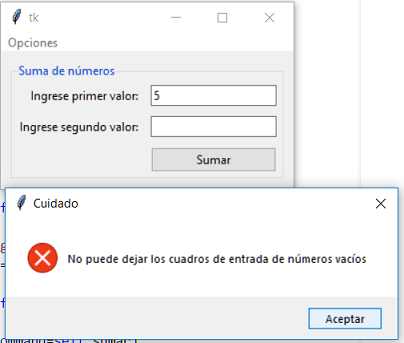 tk
Opciones
Suma de números
Ingrese primer valor: 5
Ingrese segundo valor:
Sumar
Cuidado
No puede dejar los cuadros de entrada de números vacíos
Aceptar